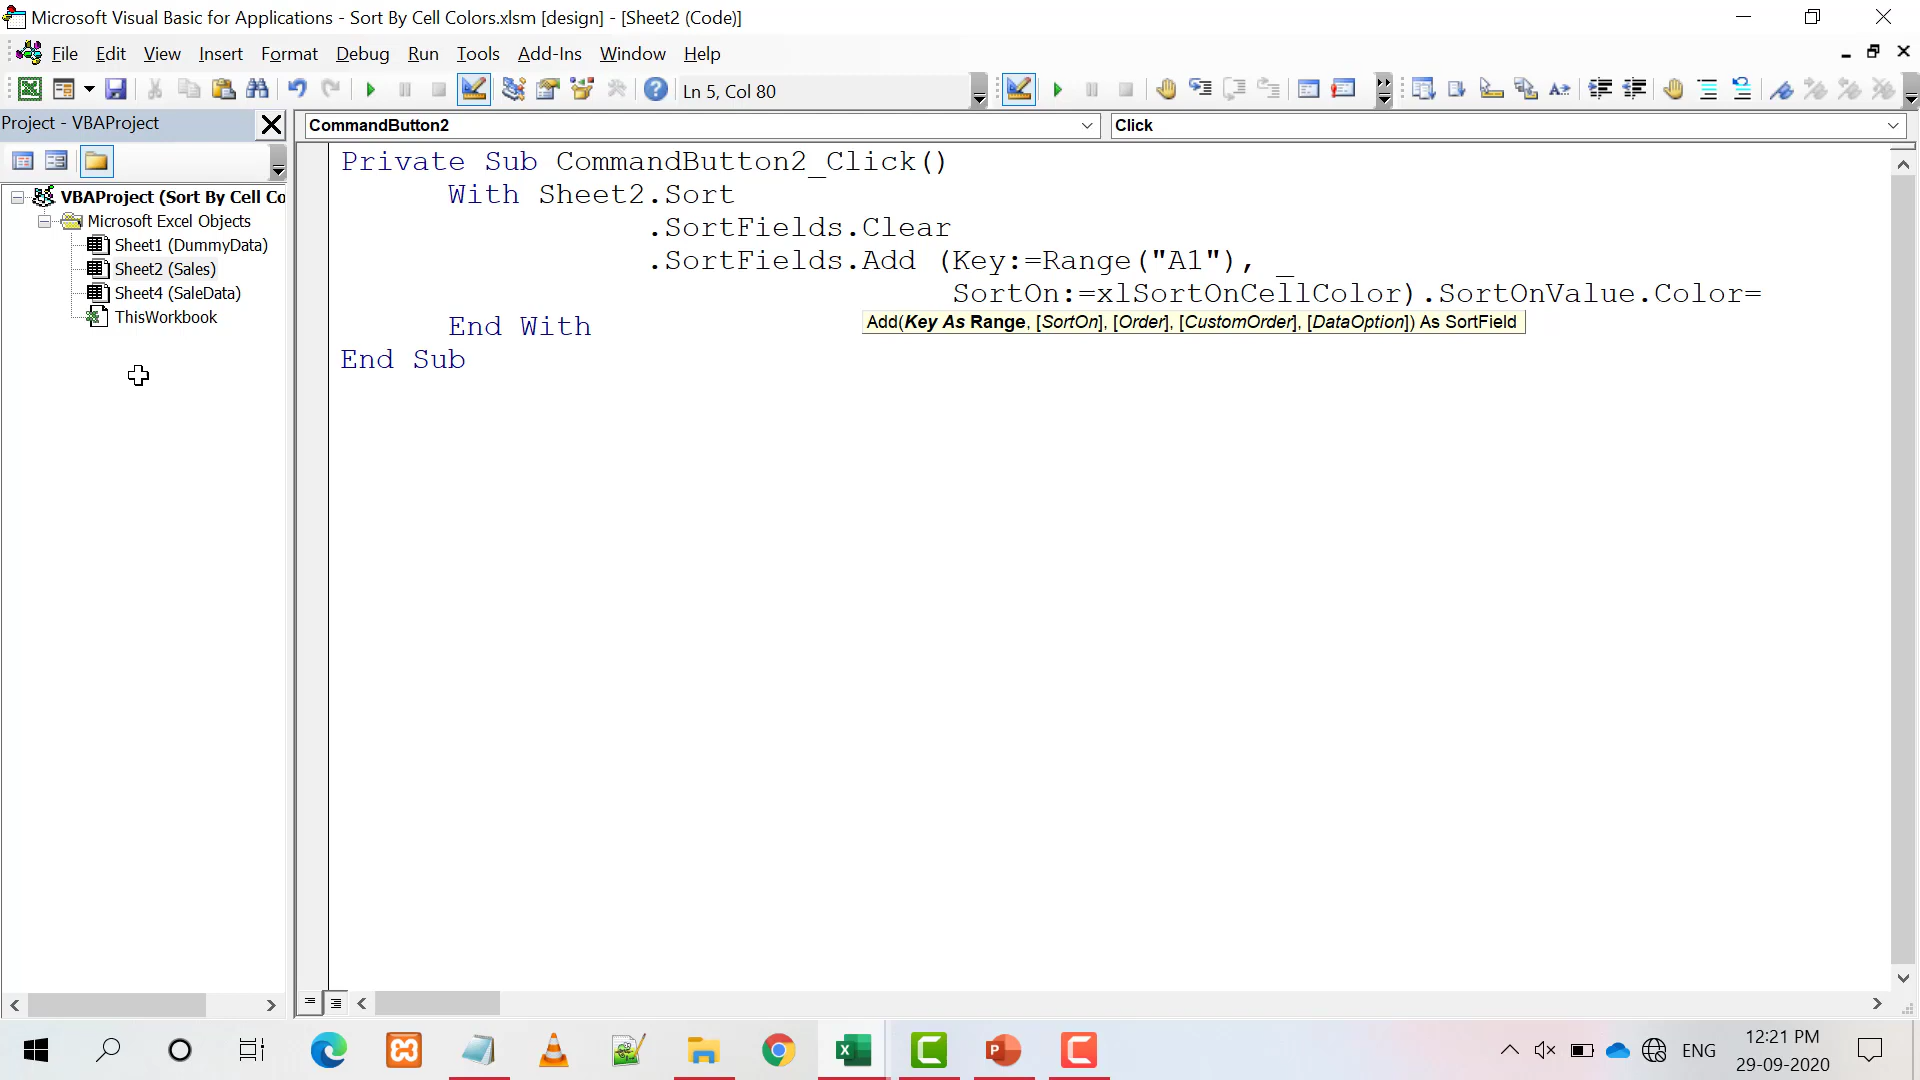 Microsoft Visual Basic for Applications - Sort By Cell Colors.xlsm [design] - [Sheet2 (Code)]
File Edit View Insert Format Debug Run Tools Add-Ins Window Help
Ln 5, Col 80
Project - VBAProject
CommandButton2
Click
VBAProject (Sort By Cell Co
Microsoft Excel Objects
Sheet1 (DummyData)
Sheet2 (Sales)
Sheet4 (SaleData)
ThisWorkbook
Private Sub CommandButton2_Click()
With Sheet2.Sort
.SortFields.Clear
.SortFields.Add (Key:=Range("A1"), _
SortOn:=xlSortOnCellColor).SortOnValue.Color=
Add(Key As Range, [SortOn], [Order], [CustomOrder], [DataOption]) As SortField
End With
End Sub
ENG
12:21 PM
29-09-2020